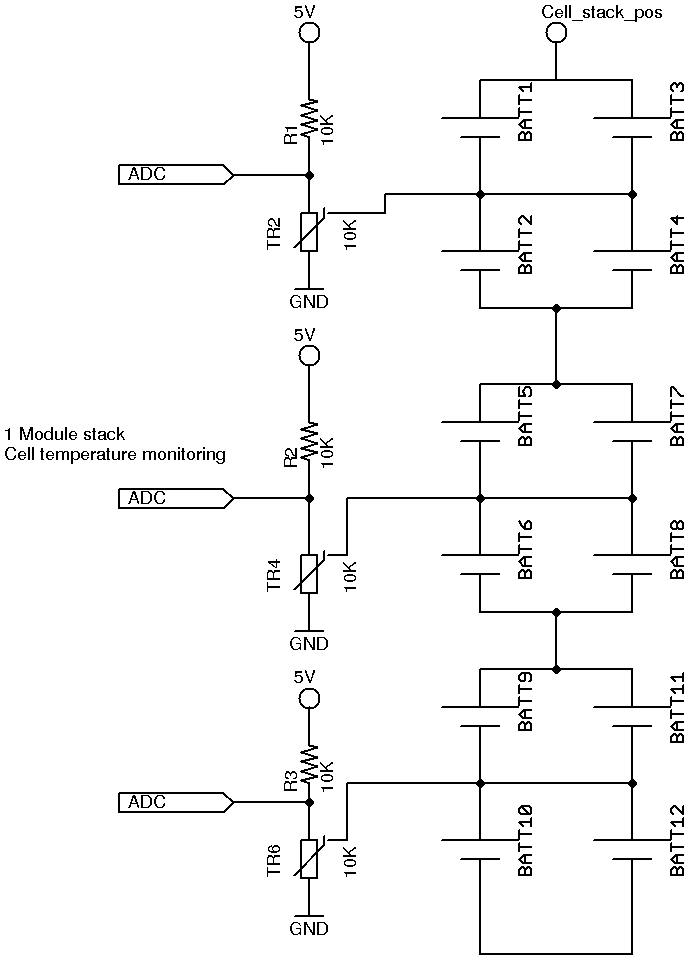 5V
Cell_stack_pos
R1
10K
BATT1
BATT3
ADC
TR2
10K
BATT2
BATT4
GND
5V
R2
10K
BATT5
BATT7
1 Module stack
Cell temperature monitoring
ADC
TR4
10K
BATT6
BATT8
GND
5V
R3
10K
BATT9
BATT11
ADC
TR6
10K
BATT10
BATT12
GND